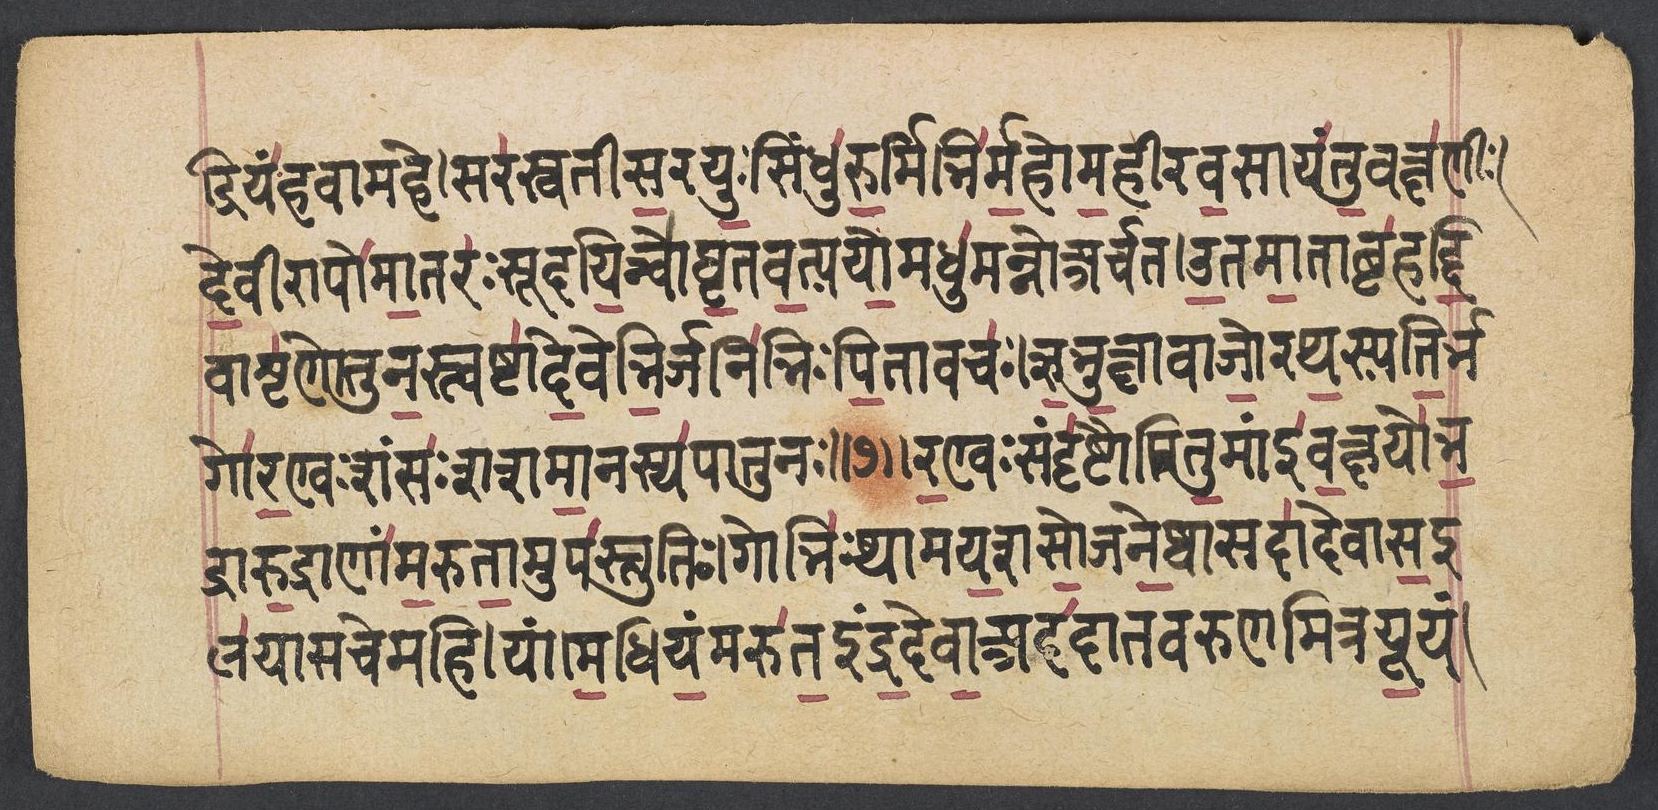 द्रियंहवामहे।सरस्वतीसरयुःसिंधुरूर्मिभिर्महोमहीरवसायंतुवक्षणीः।
देवीरापोमातरःसूदयित्न्वोघृतवत्पयोमधुमन्नोअर्चत।उतमाताबृहद्दि
वाशृणोतुनस्त्वष्टादेवेभिर्जनिभिःपितावचः।ऋभुक्षावाजोरथस्पतिर्भ
गोरण्वःशंसःशशमानस्यपातुनः॥॥७॥।रण्वःसंदृष्टौपितुमांइवक्षयोभ
द्रारुद्राणांमरुतामुपस्तुतिः।गोभिःष्यामयशसोजनेष्वासदादेवासइ
ळयासचेमहि।यांमेधियंमरुतइंद्रदेवाअददातवरुणमित्रयूयं।